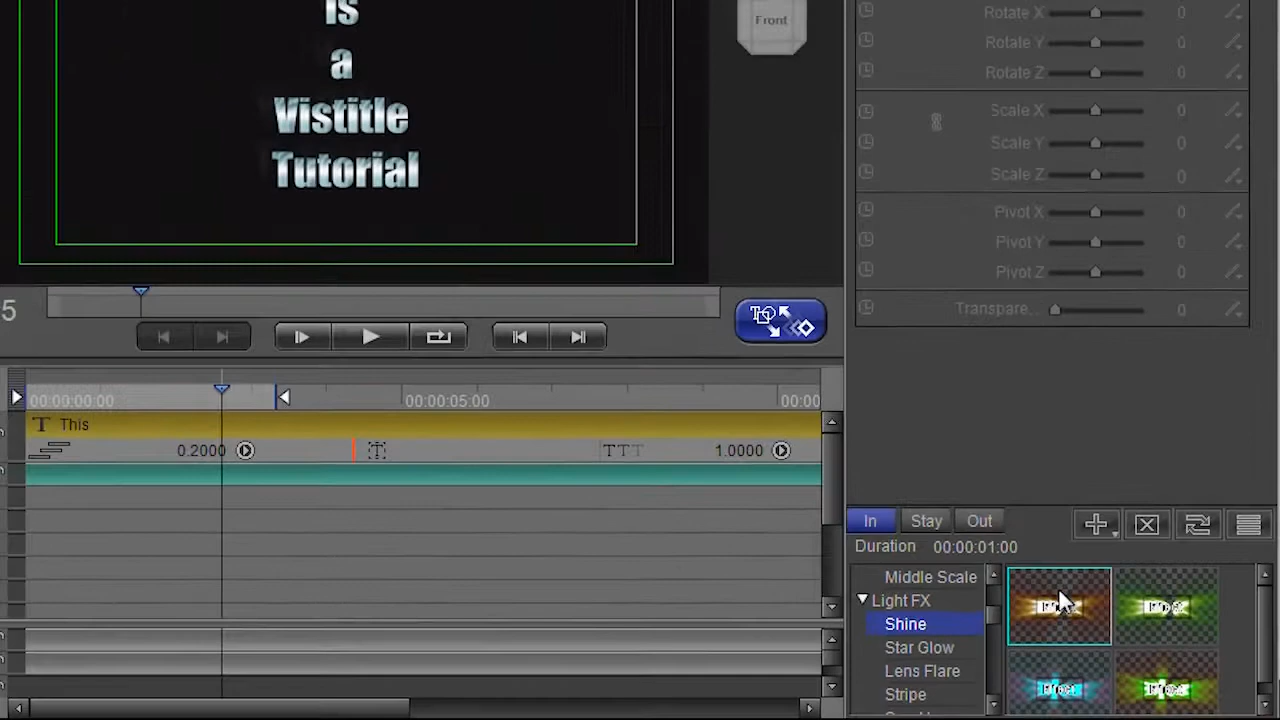 is
a
Vistitle
Tutorial
Front
Rotate X 0
Rotate Y 0
Rotate Z 0
Scale X 0
Scale Y 0
Scale Z 0
Pivot X 0
Pivot Y 0
Pivot Z 0
Transpare.. 0
5
00:00:00:00 00:00:05:00 00:00
T This
0.2000 T TTT 1.0000
In Stay Out
Duration 00:00:01:00
Middle Scale
Light FX
Shine
Star Glow
Lens Flare
Stripe